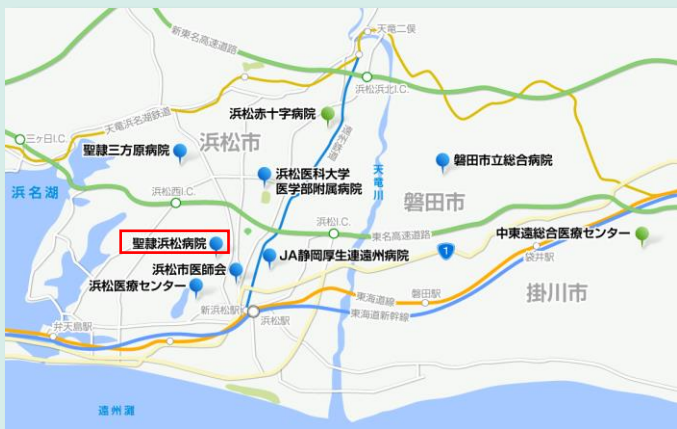 天竜二俣
新東名高速道路
浜松浜北I.C.
天竜浜名湖鉄道
浜松赤十字病院
三ヶ日I.C.
浜松市
遠州鉄道
聖隷三方原病院
磐田市立総合病院
浜松医科大学
医学部附属病院
天竜川
浜名湖
浜松西I.C.
磐田市
浜松I.C.
東名高速道路
中東遠総合医療センター
聖隷浜松病院
1
袋井駅
JA静岡厚生連遠州病院
浜松市医師会
浜松医療センター
掛川市
磐田駅
東海道線
新浜松駅
東海道新幹線
浜松駅
弁天島駅
遠州灘